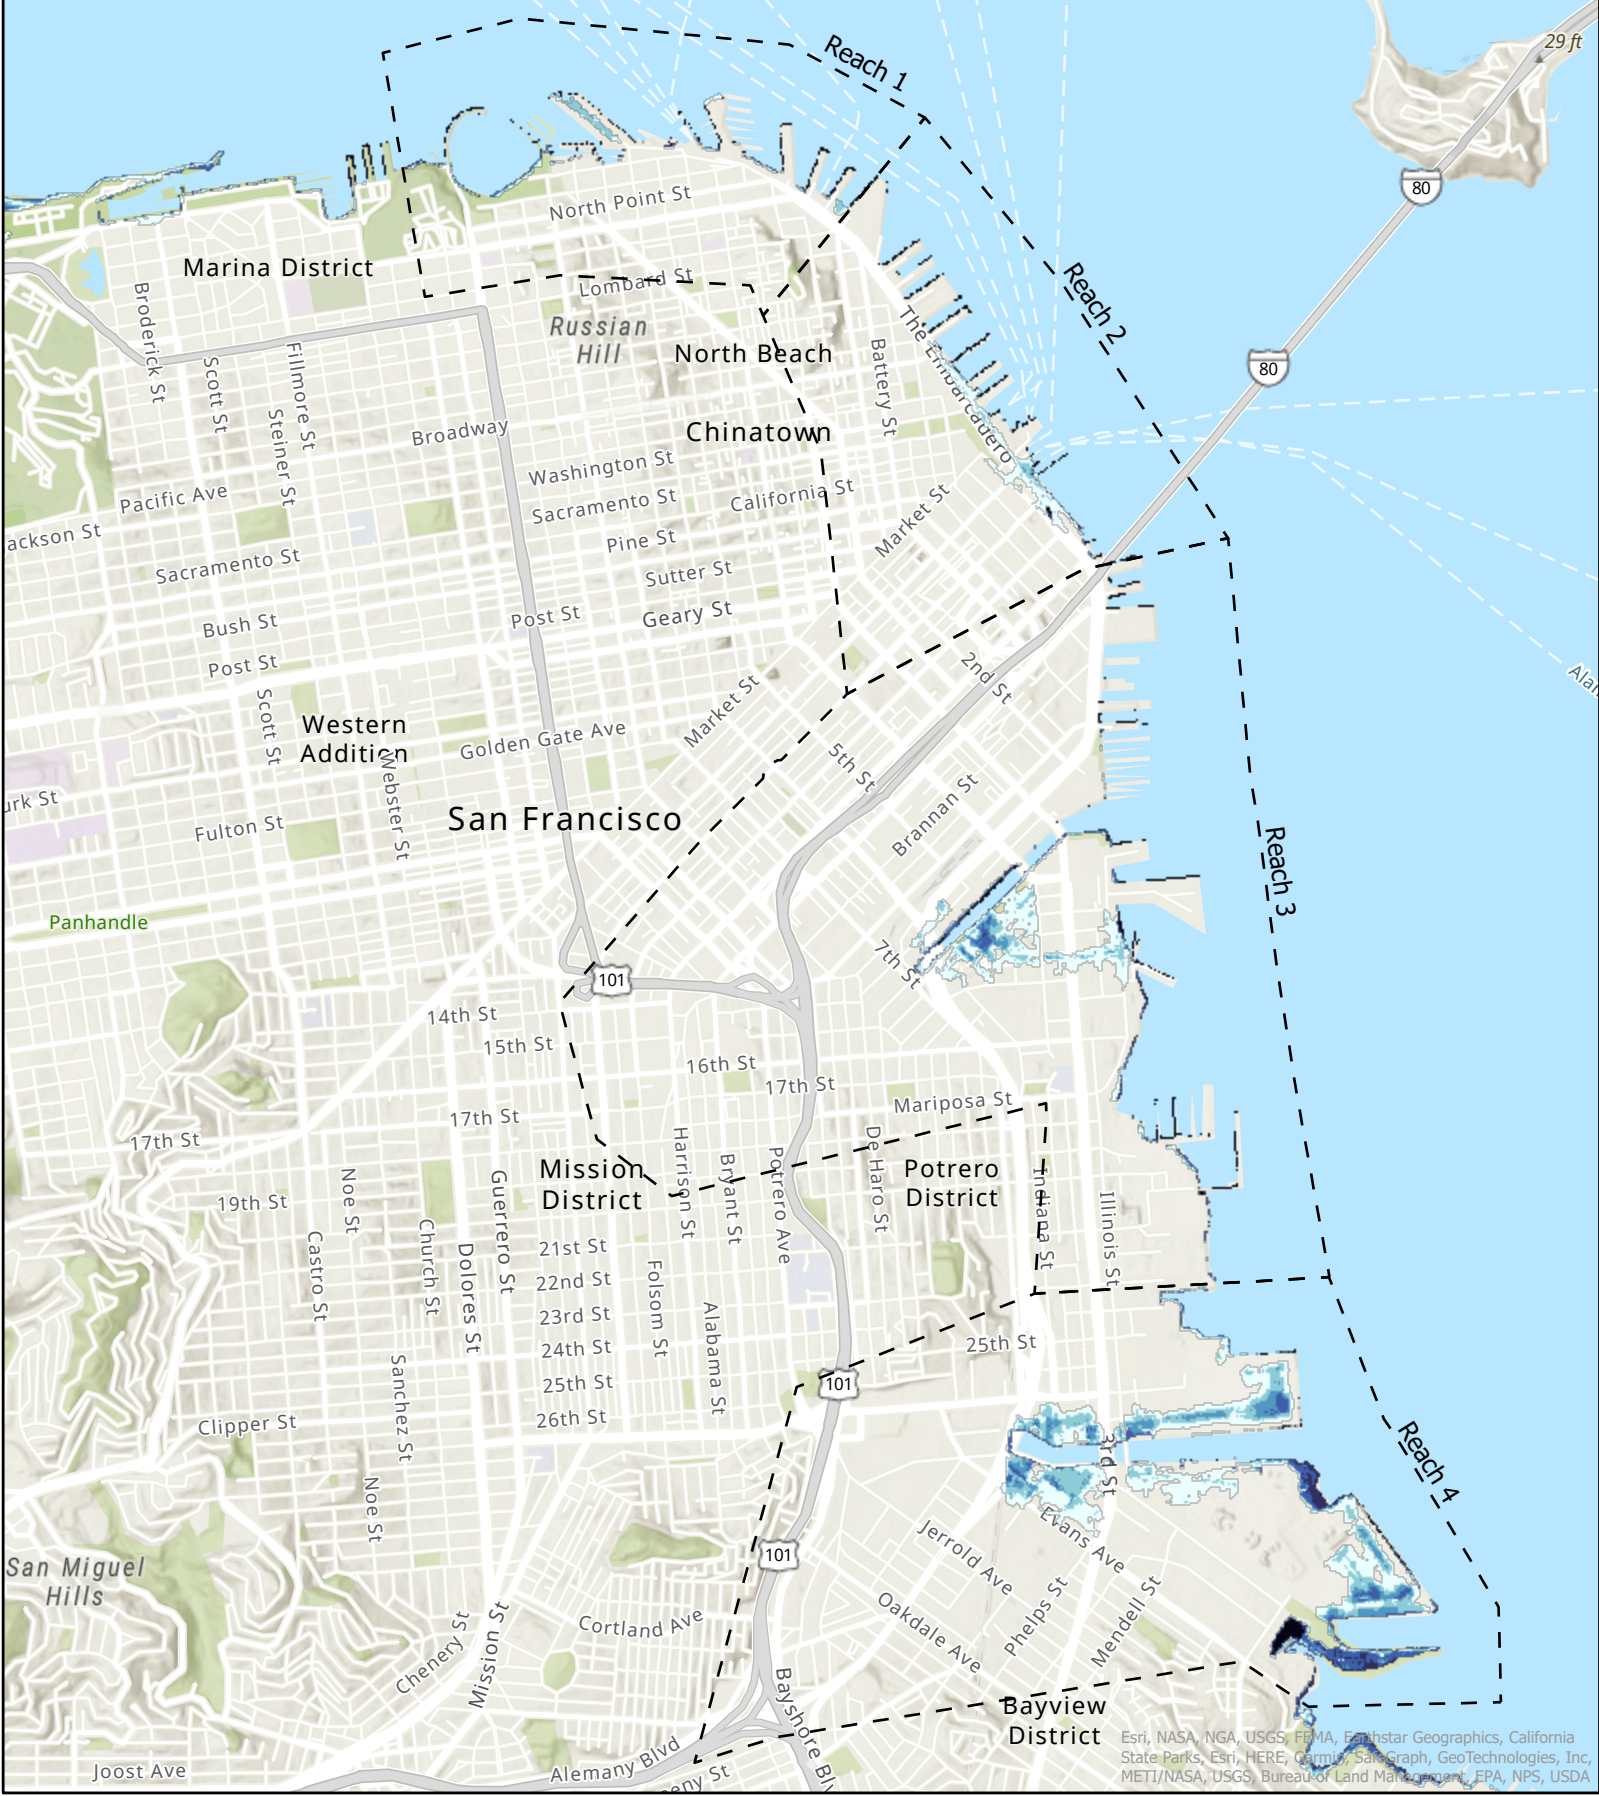 29 ft
Reach 1
80
North Point St
Marina District
Lombard St
Reach 2
Broderick St
Russian
Hill
North Beach
The Embarcadero
Battery St
80
Scott St
Fillmore St
Steiner St
Broadway
Chinatown
Washington St
Pacific Ave
Sacramento St
California St
Market St
ackson St
Pine St
Sacramento St
Sutter St
Bush St
Post St
Geary St
Post St
2nd St
Alam
Scott St
Western
Addition
Market St
Golden Gate Ave
Webster St
5th St
urk St
Fulton St
San Francisco
Brannan St
Reach 3
Panhandle
7th St
101
14th St
15th St
16th St
17th St
17th St
Mariposa St
17th St
Mission
District
Harrison St
Bryant St
Potrero Ave
De Haro St
Potrero
District
Indiana St
Illinois St
19th St
Noe St
Castro St
Church St
Dolores St
Guerrero St
21st St
22nd St
23rd St
24th St
25th St
26th St
Folsom St
Alabama St
25th St
101
Sanchez St
Clipper St
3rd St
Reach 4
Noe St
Evans Ave
Jerrold Ave
101
San Miguel
Hills
Oakdale Ave
Phelps St
Mendell St
Cortland Ave
Chenery St
Mission St
Bayshore Blv
Bayview
District
Alemany Blvd
Joost Ave
eny St
Esri, NASA, NGA, USGS, FEMA, Earthstar Geographics, California
State Parks, Esri, HERE, Garmin, SafeGraph, GeoTechnologies, Inc,
METI/NASA, USGS, Bureau of Land Management, EPA, NPS, USDA